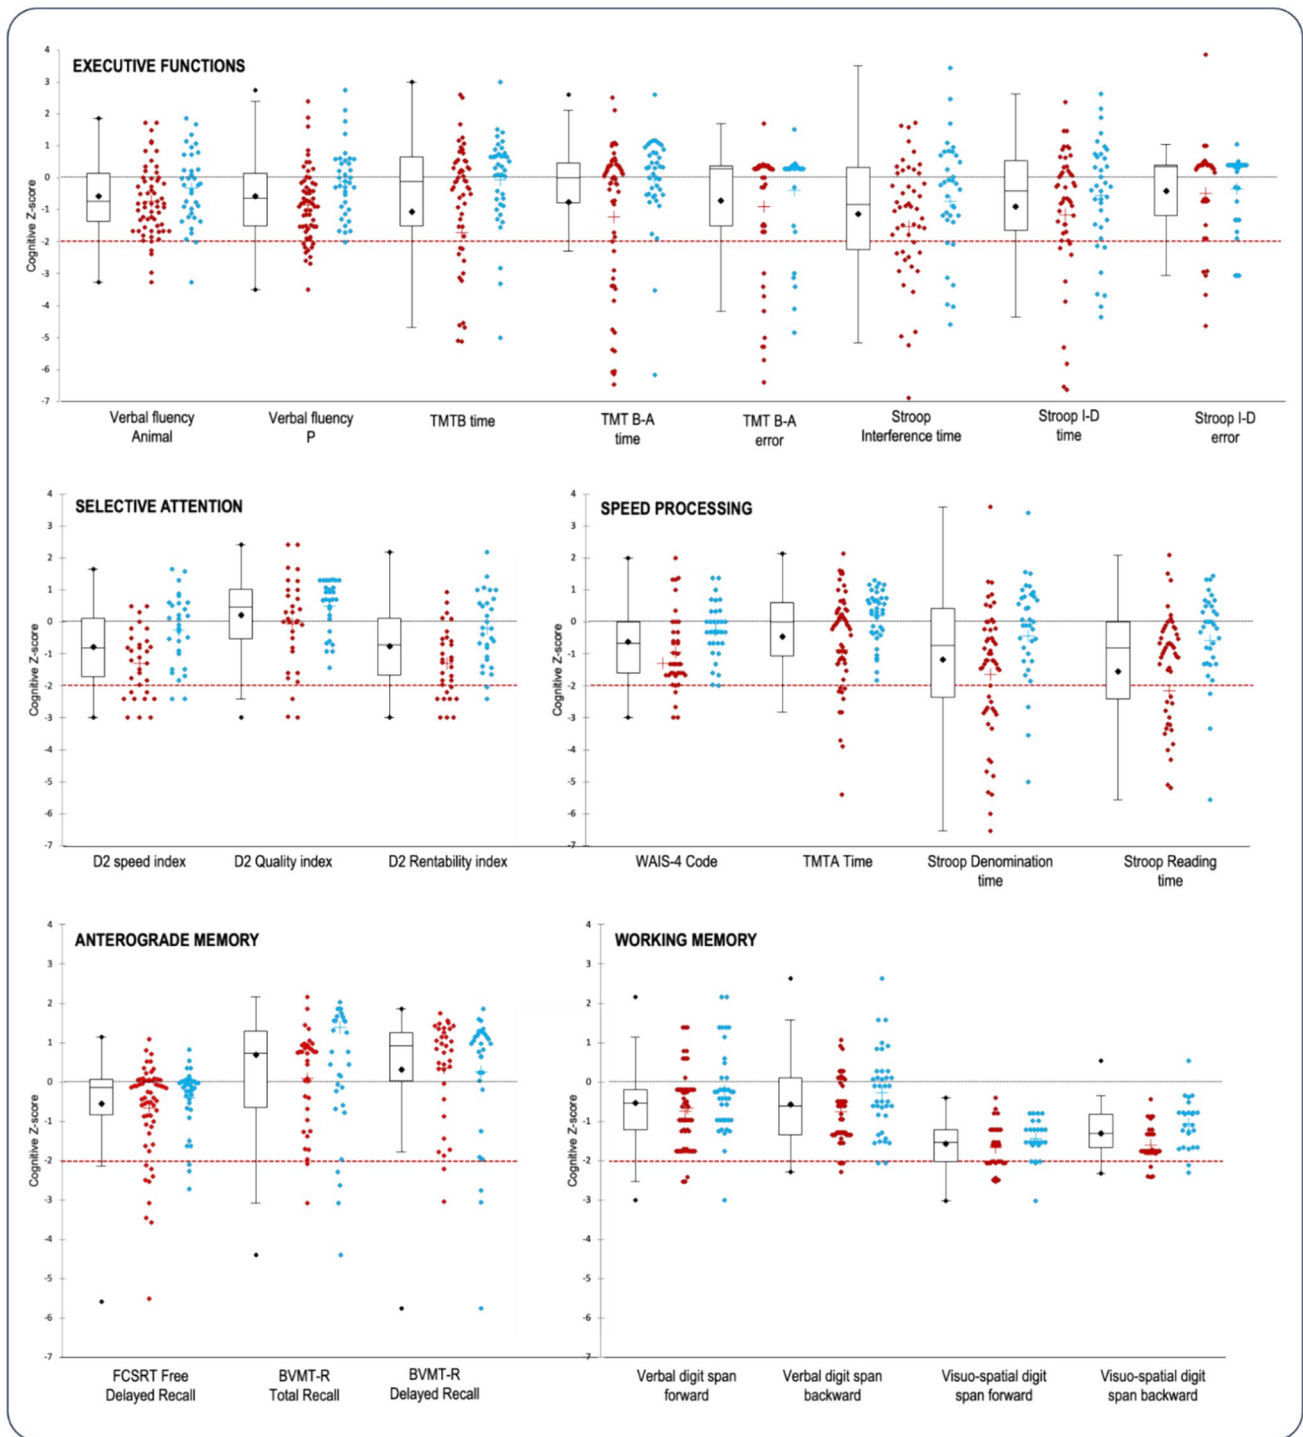 EXECUTIVE FUNCTIONS
Cognitive Z-score
4
3
2
1
0
-1
-2
-3
-4
-5
-6
-7
Verbal fluency
Animal
Verbal fluency
P
TMTB time
TMT B-A
time
TMT B-A
error
Stroop
Interference time
Stroop I-D
time
Stroop I-D
error
SELECTIVE ATTENTION
Cognitive Z-score
4
3
2
1
0
-1
-2
-3
-4
-5
-6
-7
D2 speed index
D2 Quality index
D2 Rentability index
SPEED PROCESSING
Cognitive Z-score
4
3
2
1
0
-1
-2
-3
-4
-5
-6
-7
WAIS-4 Code
TMTA Time
Stroop Denomination
time
Stroop Reading
time
ANTEROGRADE MEMORY
Cognitive Z-score
4
3
2
1
0
-1
-2
-3
-4
-5
-6
-7
FCSRT Free
Delayed Recall
BVMT-R
Total Recall
BVMT-R
Delayed Recall
WORKING MEMORY
Cognitive Z-score
4
3
2
1
0
-1
-2
-3
-4
-5
-6
-7
Verbal digit span
forward
Verbal digit span
backward
Visuo-spatial digit
span forward
Visuo-spatial digit
span backward